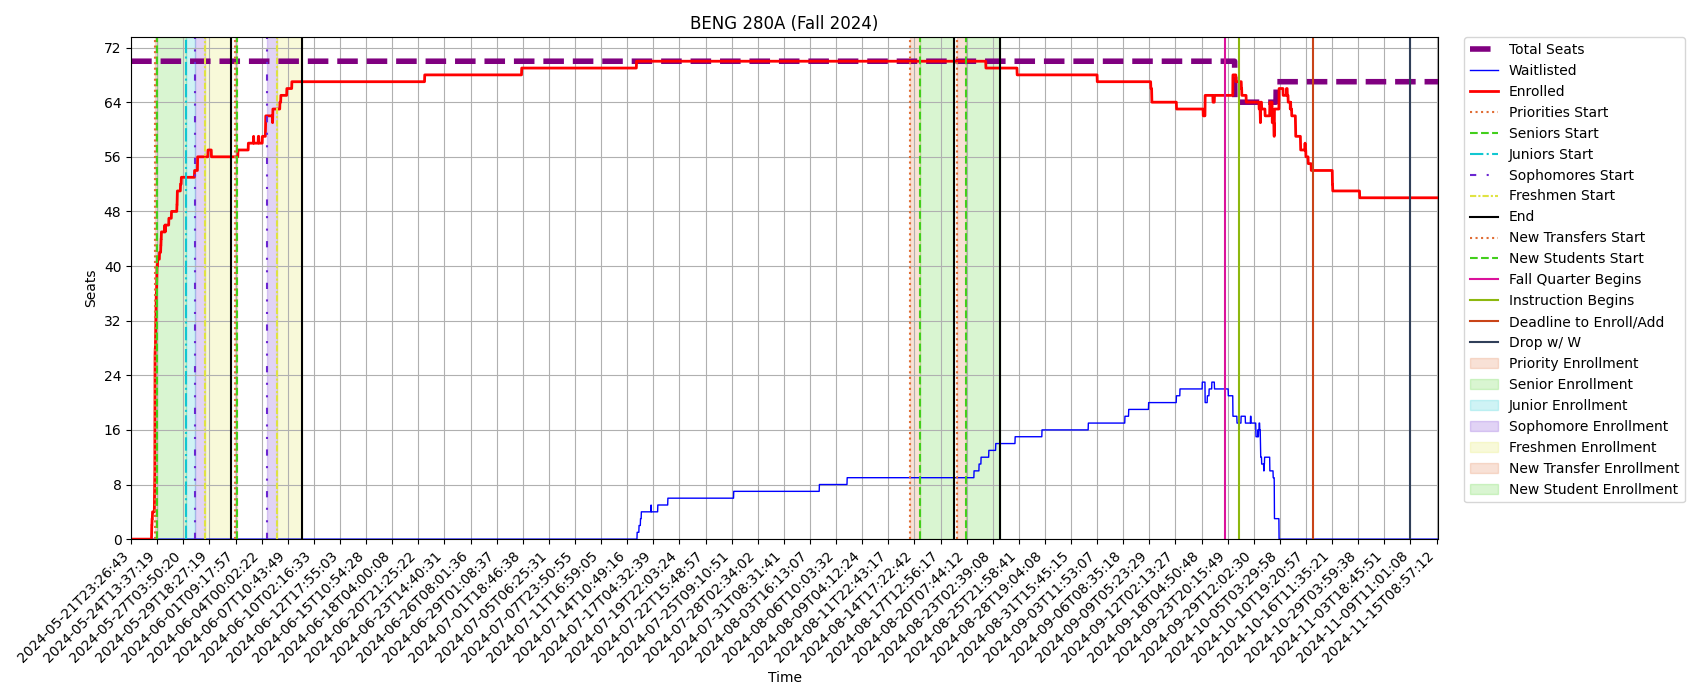 BENG 280A (Fall 2024)
72
64
56
48
40
32
24
16
8
0
Seats
2024-05-21T23:26:43
2024-05-24T13:37:19
2024-05-27T03:50:20
2024-05-29T18:27:19
2024-06-01T09:17:57
2024-06-04T00:02:22
2024-06-07T10:43:49
2024-06-10T02:16:33
2024-06-12T17:55:03
2024-06-15T10:54:28
2024-06-18T04:00:08
2024-06-20T21:25:22
2024-06-23T14:40:31
2024-06-26T08:01:36
2024-06-29T01:08:37
2024-07-01T18:46:38
2024-07-05T06:25:31
2024-07-07T23:50:55
2024-07-11T16:59:05
2024-07-14T10:49:16
2024-07-17T04:32:39
2024-07-19T22:03:24
2024-07-22T15:48:57
2024-07-25T09:10:51
2024-07-28T02:34:02
2024-07-31T08:31:41
2024-08-03T16:13:07
2024-08-06T10:03:32
2024-08-09T04:12:24
2024-08-11T22:43:17
2024-08-14T17:22:42
2024-08-17T12:56:17
2024-08-20T07:44:12
2024-08-23T02:39:08
2024-08-25T21:58:41
2024-08-28T19:04:08
2024-08-31T15:45:15
2024-09-03T11:53:07
2024-09-06T08:35:18
2024-09-09T05:23:29
2024-09-12T02:13:27
2024-09-18T04:50:48
2024-09-23T20:15:49
2024-09-29T12:02:30
2024-10-05T03:29:58
2024-10-10T19:20:57
2024-10-16T11:35:21
2024-10-29T03:59:38
2024-11-03T18:45:51
2024-11-09T11:01:08
2024-11-15T08:57:12
Time
Total Seats
Waitlisted
Enrolled
Priorities Start
Seniors Start
Juniors Start
Sophomores Start
Freshmen Start
End
New Transfers Start
New Students Start
Fall Quarter Begins
Instruction Begins
Deadline to Enroll/Add
Drop w/ W
Priority Enrollment
Senior Enrollment
Junior Enrollment
Sophomore Enrollment
Freshmen Enrollment
New Transfer Enrollment
New Student Enrollment